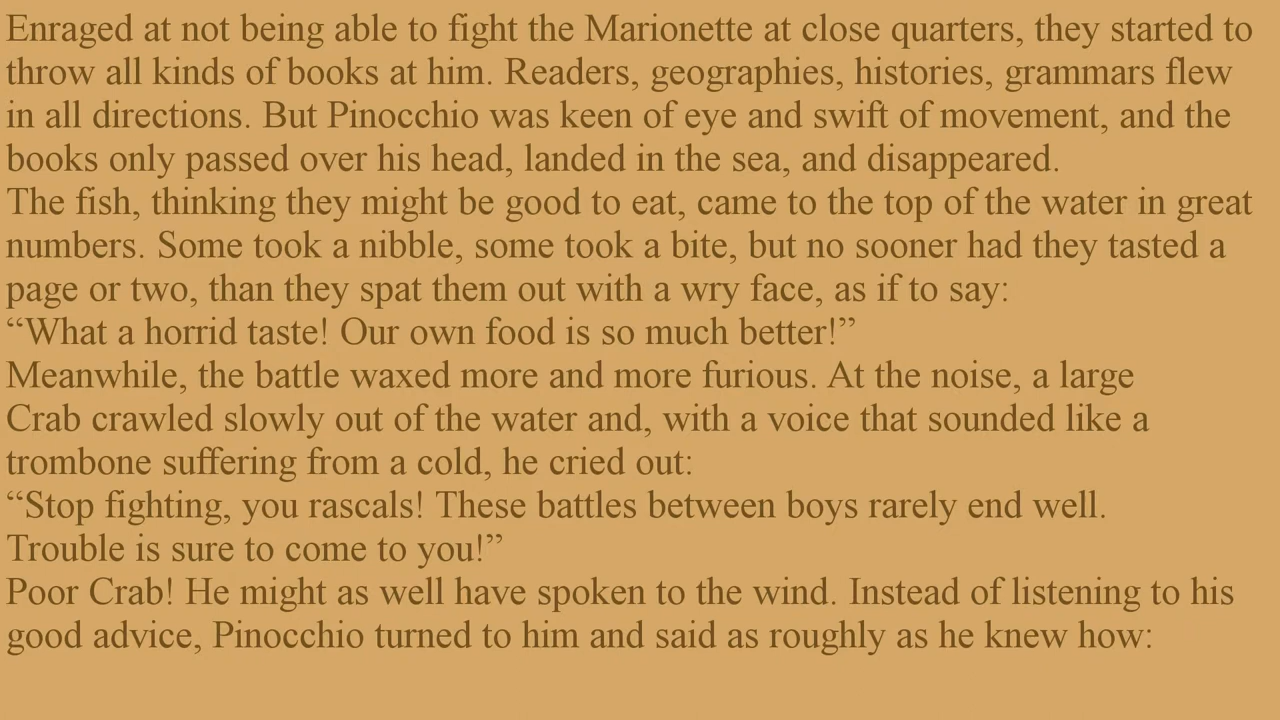 Enraged at not being able to fight the Marionette at close quarters, they started to
throw all kinds of books at him. Readers, geographies, histories, grammars flew
in all directions. But Pinocchio was keen of eye and swift of movement, and the
books only passed over his head, landed in the sea, and disappeared.
The fish, thinking they might be good to eat, came to the top of the water in great
numbers. Some took a nibble, some took a bite, but no sooner had they tasted a
page or two, than they spat them out with a wry face, as if to say:
“What a horrid taste! Our own food is so much better!”
Meanwhile, the battle waxed more and more furious. At the noise, a large
Crab crawled slowly out of the water and, with a voice that sounded like a
trombone suffering from a cold, he cried out:
“Stop fighting, you rascals! These battles between boys rarely end well.
Trouble is sure to come to you!”
Poor Crab! He might as well have spoken to the wind. Instead of listening to his
good advice, Pinocchio turned to him and said as roughly as he knew how: